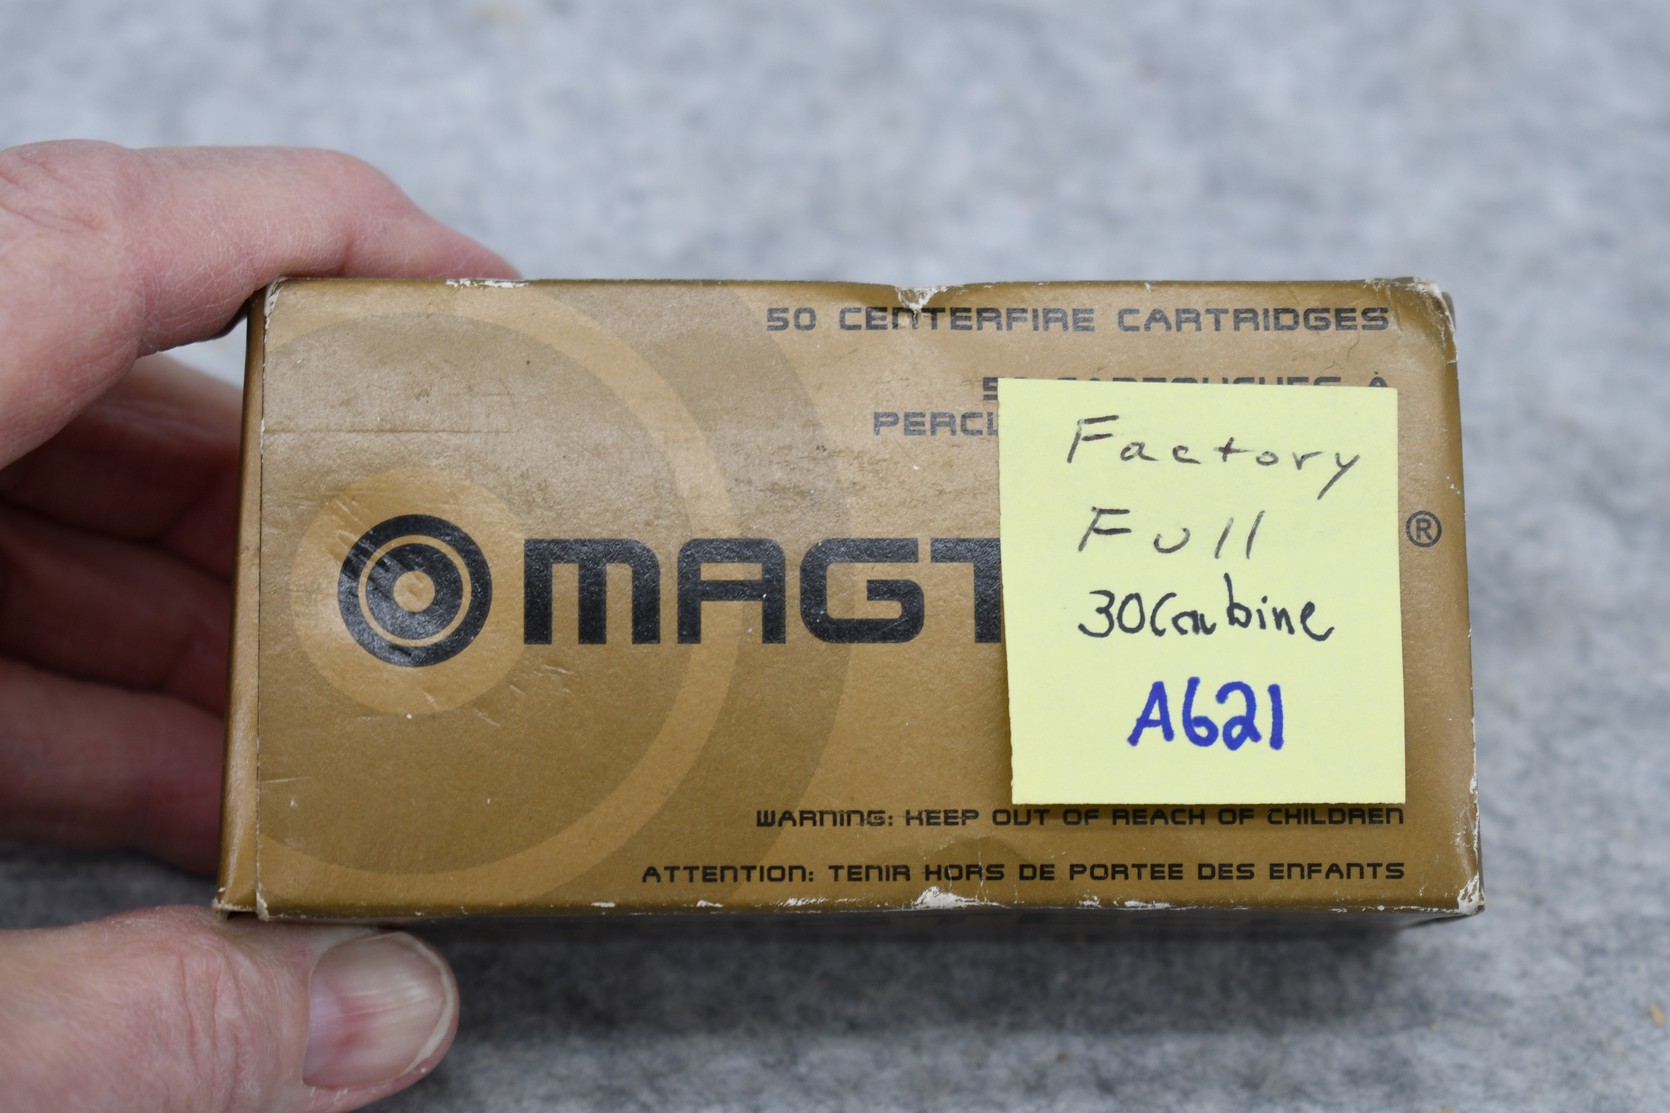 50 CENTERFIRE CARTRIDGES
À
MAGT
®
Factory
Full
30Carbine
A621
WARNING: KEEP OUT OF REACH OF CHILDREN
ATTENTION: TENIR HORS DE PORTEE DES ENFANTS